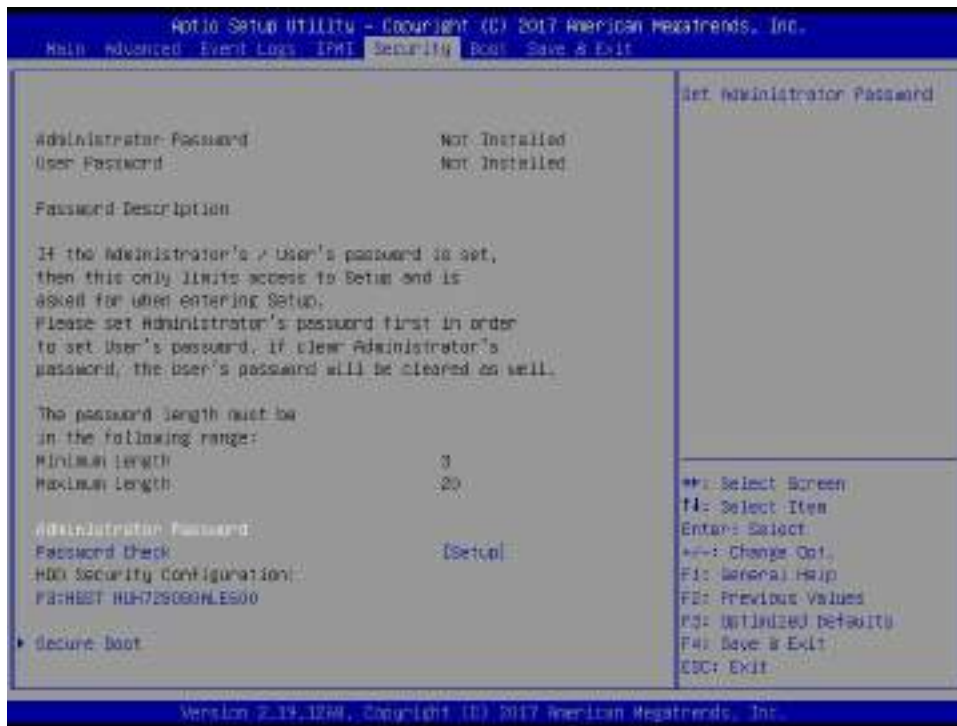 Aptio Setup Utility – Copyright (C) 2017 American Megatrends, Inc.
Main Advanced Event Logs IPMI Security Boot Save & Exit
Administrator Password Not Installed
User Password Not Installed
Password Description
If the Administrator's / User's password is set,
then this only limits access to Setup and is
asked for when entering Setup.
Please set Administrator's password first in order
to set User's password, if clear Administrator's
password, the User's password will be cleared as well.
The password length must be
in the following range:
Minimum Length 3
Maximum Length 20
Administrator Password
Password Check [Setup]
HDD Security Configuration:
Secure Boot
Set Administrator Password
Select Screen
↑↓: Select Item
Enter: Select
+/-: Change Opt.
F1: General Help
F2: Previous Values
F3: Optimized Defaults
F4: Save & Exit
ESC: Exit
Copyright (C) 2017 American Megatrends, Inc.